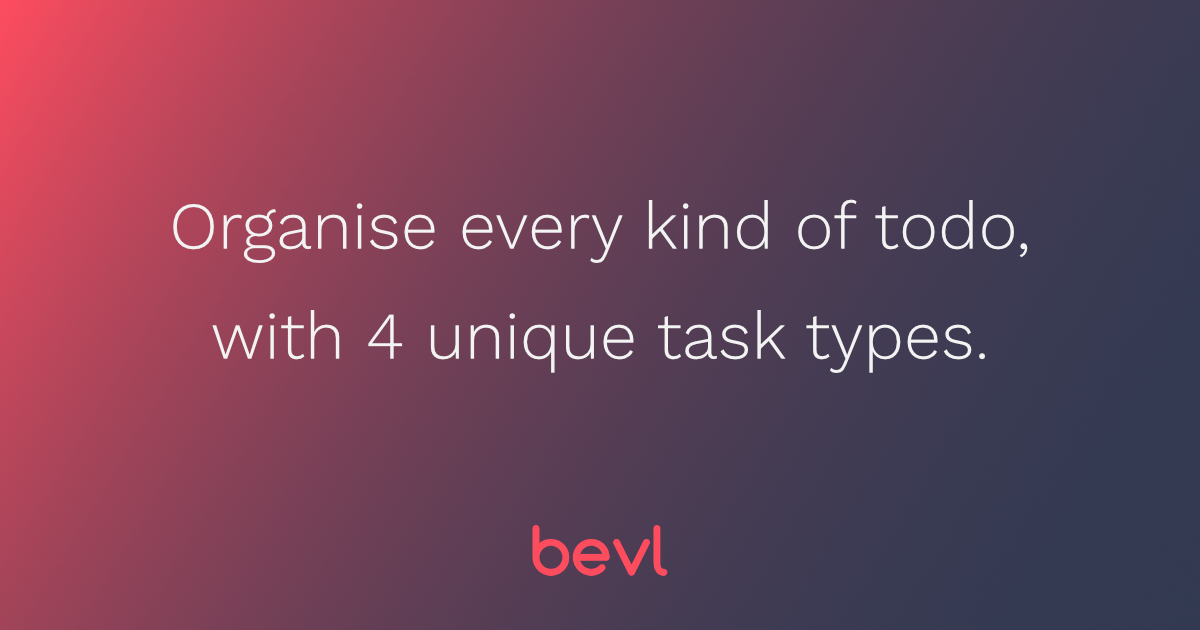 Organise every kind of todo,
with 4 unique task types.
bevl